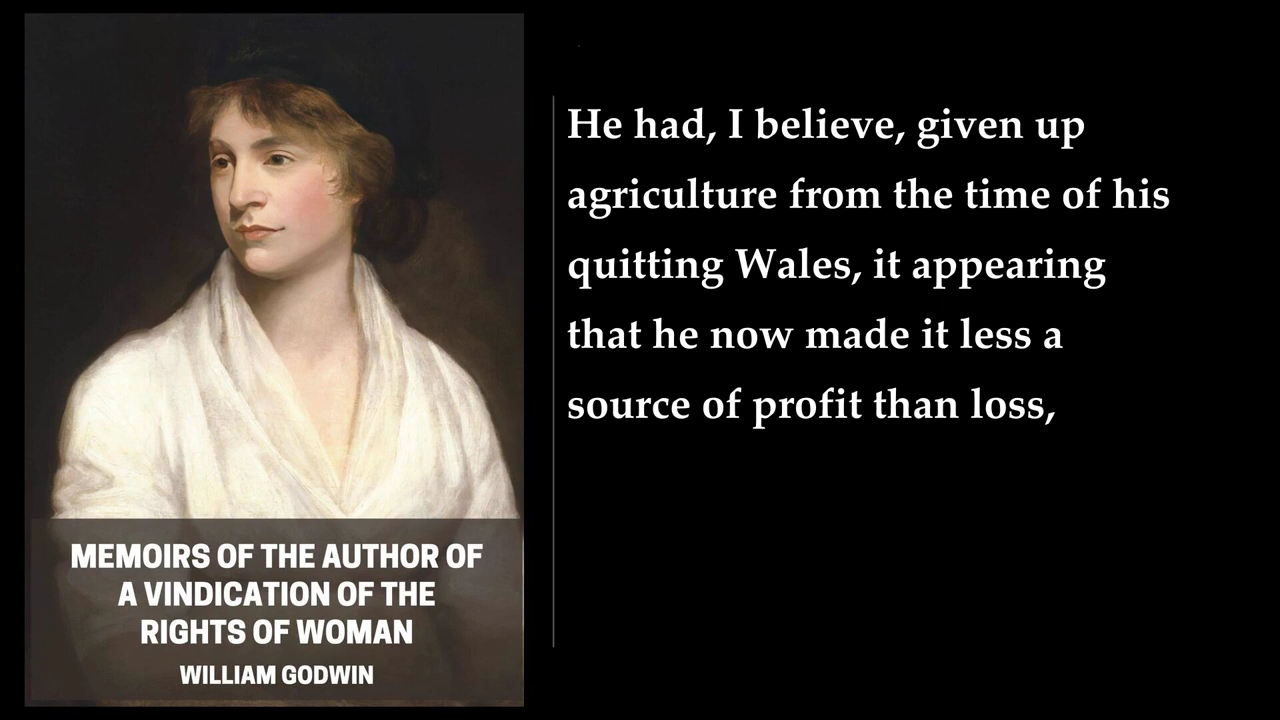 He had, I believe, given up
agriculture from the time of his
quitting Wales, it appearing
that he now made it less a
source of profit than loss,
MEMOIRS OF THE AUTHOR OF
A VINDICATION OF THE
RIGHTS OF WOMAN
WILLIAM GODWIN